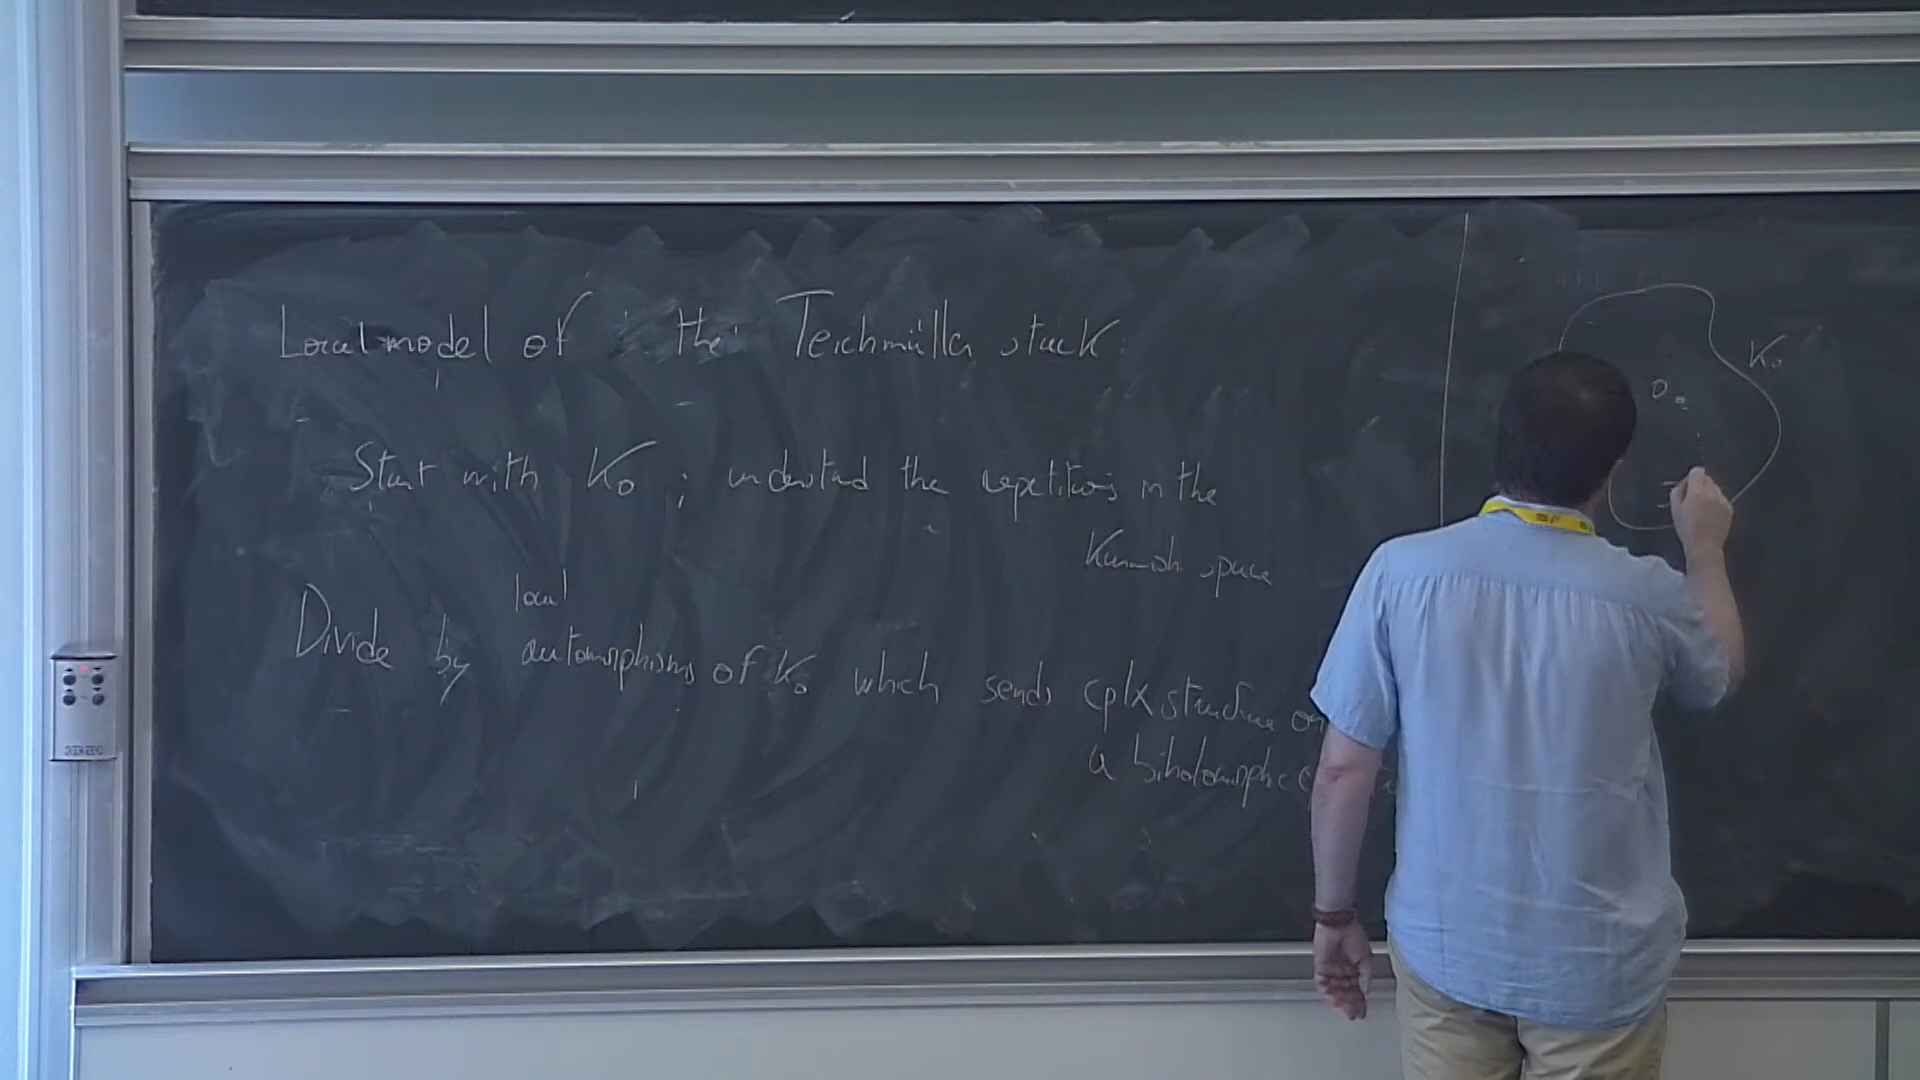 Local model of the Teichmüller stack:
Start with K₀ ; understand the repetitions in the
Kuranishi space
local
Divide by automorphisms of K₀ which sends cplx structure on
a biholomorphic
K₀
0